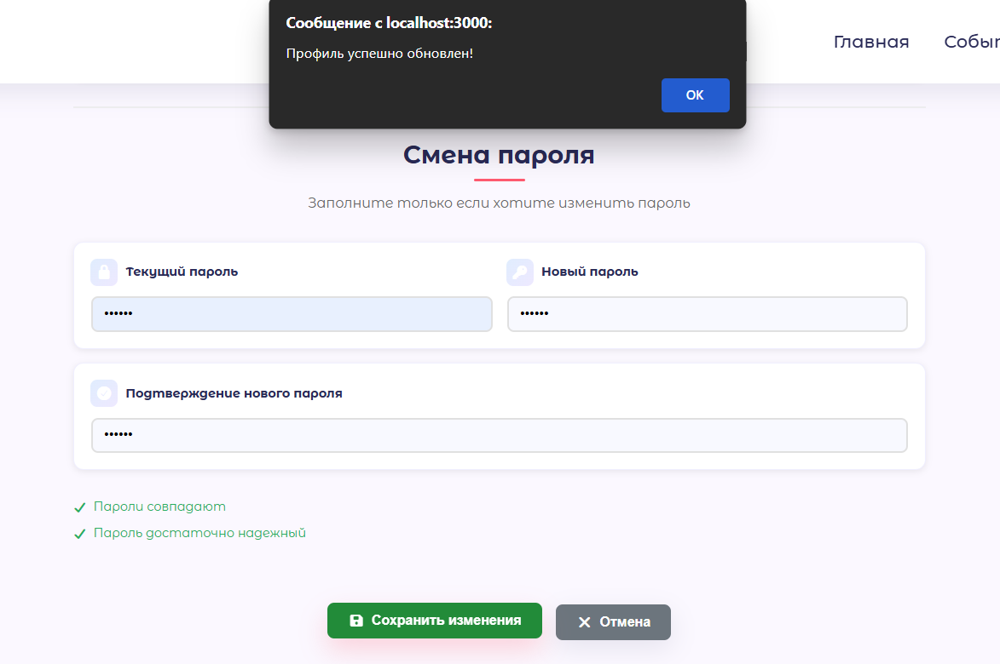 Сообщение с localhost:3000:
Профиль успешно обновлен!
OK
Главная
Смена пароля
Заполните только если хотите изменить пароль
Текущий пароль
Новый пароль
••••••
••••••
Подтверждение нового пароля
••••••
Пароли совпадают
Пароль достаточно надежный
Сохранить изменения
Отмена